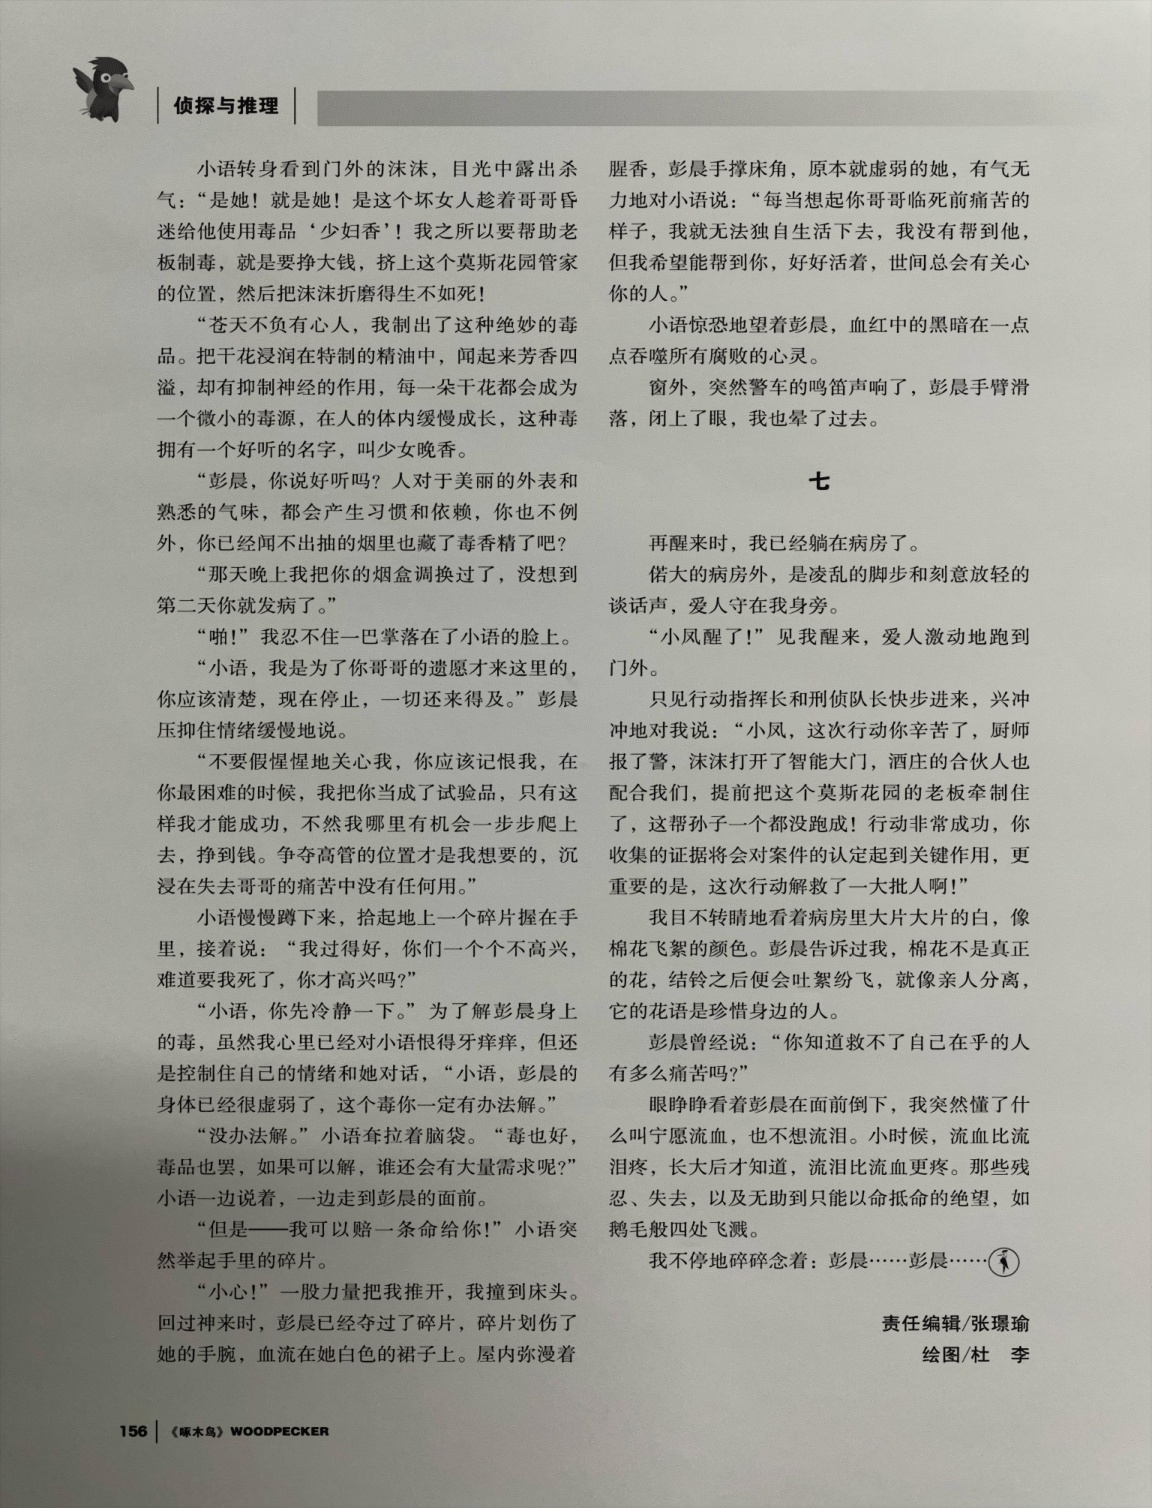 侦探与推理
小语转身看到门外的沫沫，目光中露出杀
气：“是她！就是她！是这个坏女人趁着哥哥昏
迷给他使用毒品‘少妇香’！我之所以要帮助老
板制毒，就是要挣大钱，挤上这个莫斯花园管家
的位置，然后把沫沫折磨得生不如死！
“苍天不负有心人，我制出了这种绝妙的毒
品。把干花浸润在特制的精油中，闻起来芳香四
溢，却有抑制神经的作用，每一朵干花都会成为
一个微小的毒源，在人的体内缓慢成长，这种毒
拥有一个好听的名字，叫少女晚香。
“彭晨，你说好听吗？人对于美丽的外表和
熟悉的气味，都会产生习惯和依赖，你也不例
外，你已经闻不出抽的烟里也藏了毒香精了吧？
“那天晚上我把你的烟盒调换过了，没想到
第二天你就发病了。”
“啪！”我忍不住一巴掌落在了小语的脸上。
“小语，我是为了你哥哥的遗愿才来这里的，
你应该清楚，现在停止，一切还来得及。”彭晨
压抑住情绪缓慢地说。
“不要假惺惺地关心我，你应该记恨我，在
你最困难的时候，我把你当成了试验品，只有这
样我才能成功，不然我哪里有机会一步步爬上
去，挣到钱。争夺高管的位置才是我想要的，沉
浸在失去哥哥的痛苦中没有任何用。”
小语慢慢蹲下来，拾起地上一个碎片握在手
里，接着说：“我过得好，你们一个个不高兴，
难道要我死了，你才高兴吗？”
“小语，你先冷静一下。”为了解彭晨身上
的毒，虽然我心里已经对小语恨得牙痒痒，但还
是控制住自己的情绪和她对话，“小语，彭晨的
身体已经很虚弱了，这个毒你一定有办法解。”
“没办法解。”小语耷拉着脑袋。“毒也好，
毒品也罢，如果可以解，谁还会有大量需求呢？”
小语一边说着，一边走到彭晨的面前。
“但是——我可以赔一条命给你！”小语突
然举起手里的碎片。
“小心！”一股力量把我推开，我撞到床头。
回过神来时，彭晨已经夺过了碎片，碎片划伤了
她的手腕，血流在她白色的裙子上。屋内弥漫着
腥香，彭晨手撑床角，原本就虚弱的她，有气无
力地对小语说：“每当想起你哥哥临死前痛苦的
样子，我就无法独自生活下去，我没有帮到他，
但我希望能帮到你，好好活着，世间总会有关心
你的人。”
小语惊恐地望着彭晨，血红中的黑暗在一点
点吞噬所有腐败的心灵。
窗外，突然警车的鸣笛声响了，彭晨手臂滑
落，闭上了眼，我也晕了过去。
七
再醒来时，我已经躺在病房了。
偌大的病房外，是凌乱的脚步和刻意放轻的
谈话声，爱人守在我身旁。
“小凤醒了！”见我醒来，爱人激动地跑到
门外。
只见行动指挥长和刑侦队长快步进来，兴冲
冲地对我说：“小凤，这次行动你辛苦了，厨师
报了警，沫沫打开了智能大门，酒庄的合伙人也
配合我们，提前把这个莫斯花园的老板牵制住
了，这帮孙子一个都没跑成！行动非常成功，你
收集的证据将会对案件的认定起到关键作用，更
重要的是，这次行动解救了一大批人啊！”
我目不转睛地看着病房里大片大片的白，像
棉花飞絮的颜色。彭晨告诉过我，棉花不是真正
的花，结铃之后便会吐絮纷飞，就像亲人分离，
它的花语是珍惜身边的人。
彭晨曾经说：“你知道救不了自己在乎的人
有多么痛苦吗？”
眼睁睁看着彭晨在面前倒下，我突然懂了什
么叫宁愿流血，也不想流泪。小时候，流血比流
泪疼，长大后才知道，流泪比流血更疼。那些残
忍、失去，以及无助到只能以命抵命的绝望，如
鹅毛般四处飞溅。
我不停地碎碎念着：彭晨……彭晨……
责任编辑/张璟瑜
绘图/杜　李
156 《啄木鸟》WOODPECKER